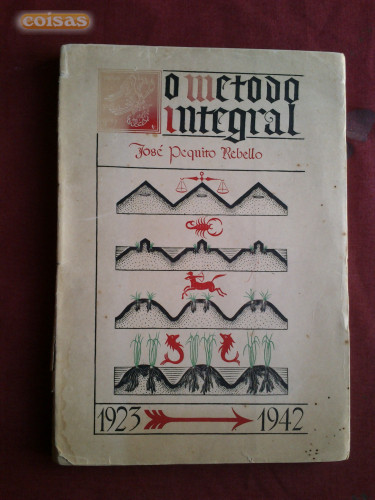 coisas
o metodo
integral
José Pequito Rebello
1923 1942